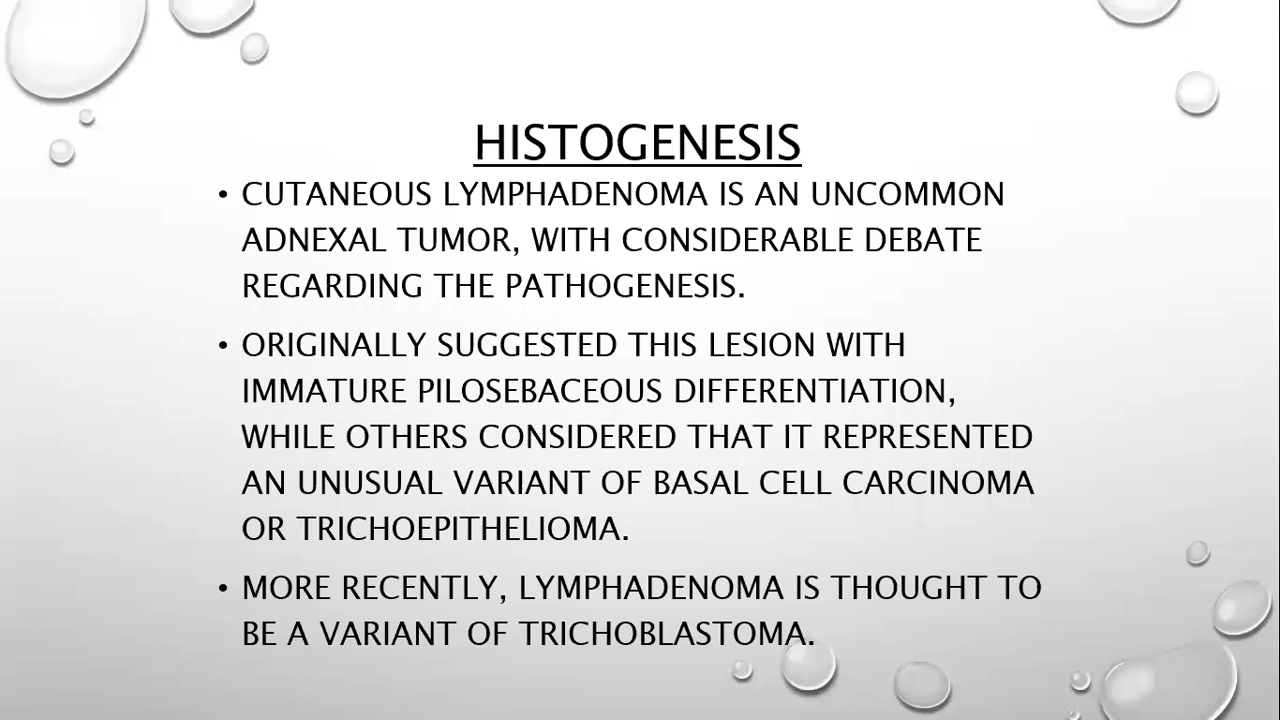 HISTOGENESIS
• CUTANEOUS LYMPHADENOMA IS AN UNCOMMON
ADNEXAL TUMOR, WITH CONSIDERABLE DEBATE
REGARDING THE PATHOGENESIS.
• ORIGINALLY SUGGESTED THIS LESION WITH
IMMATURE PILOSEBACEOUS DIFFERENTIATION,
WHILE OTHERS CONSIDERED THAT IT REPRESENTED
AN UNUSUAL VARIANT OF BASAL CELL CARCINOMA
OR TRICHOEPITHELIOMA.
• MORE RECENTLY, LYMPHADENOMA IS THOUGHT TO
BE A VARIANT OF TRICHOBLASTOMA.